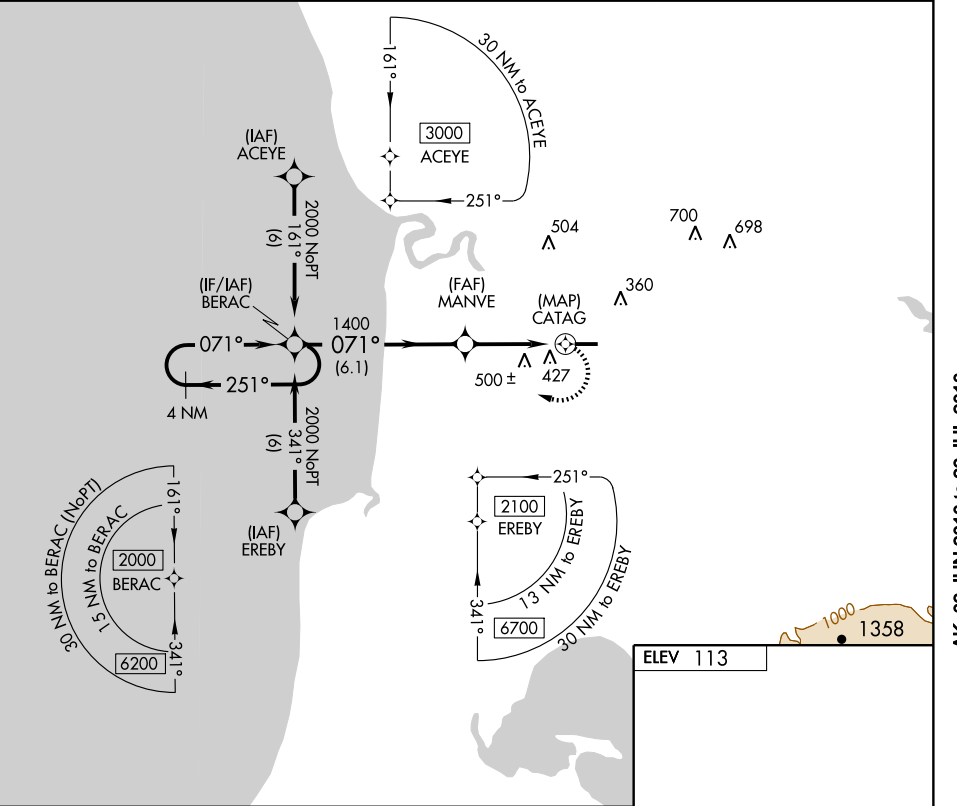 161°
30 NM to ACEYE
3000
ACEYE
251°
(IAF)
ACEYE
2000 NoPT
161°
(6)
504
700
698
360
(IF/IAF)
BERAC
(FAF)
MANVE
(MAP)
CATAG
071°
1400
071°
(6.1)
251°
4 NM
500 ±
427
2000 NoPT
341°
(6)
(IAF)
EREBY
30 NM to BERAC (NoPT)
15 NM to BERAC
161°
2000
BERAC
6200
341°
251°
2100
EREBY
13 NM to EREBY
341°
6700
30 NM to EREBY
1000
1358
ELEV 113